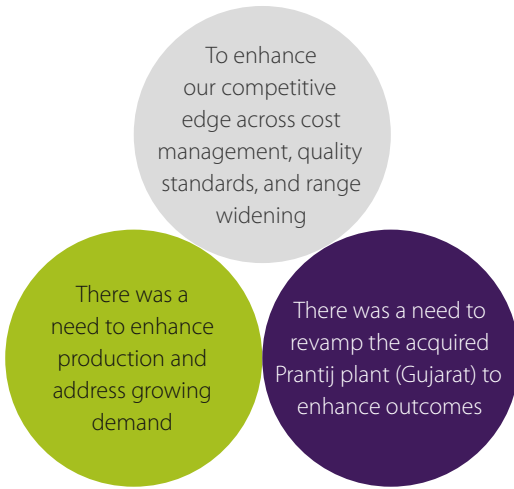 To enhance
our competitive
edge across cost
management, quality
standards, and range
widening
There was a
need to enhance
production and
address growing
demand
There was a need to
revamp the acquired
Prantij plant (Gujarat) to
enhance outcomes